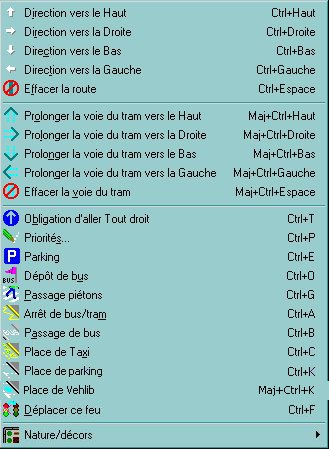 Direction vers le Haut Ctrl+Haut
Direction vers la Droite Ctrl+Droite
Direction vers le Bas Ctrl+Bas
Direction vers la Gauche Ctrl+Gauche
Effacer la route Ctrl+Espace
Prolonger la voie du tram vers le Haut Maj+Ctrl+Haut
Prolonger la voie du tram vers la Droite Maj+Ctrl+Droite
Prolonger la voie du tram vers le Bas Maj+Ctrl+Bas
Prolonger la voie du tram vers la Gauche Maj+Ctrl+Gauche
Effacer la voie du tram Maj+Ctrl+Espace
Obligation d'aller Tout droit Ctrl+T
Priorités... Ctrl+P
P Parking Ctrl+E
BUS Dépôt de bus Ctrl+O
Passage piétons Ctrl+G
Arrêt de bus/tram Ctrl+A
Passage de bus Ctrl+B
Place de Taxi Ctrl+C
Place de parking Ctrl+K
Place de Vehlib Maj+Ctrl+K
Déplacer ce feu Ctrl+F
Nature/décors